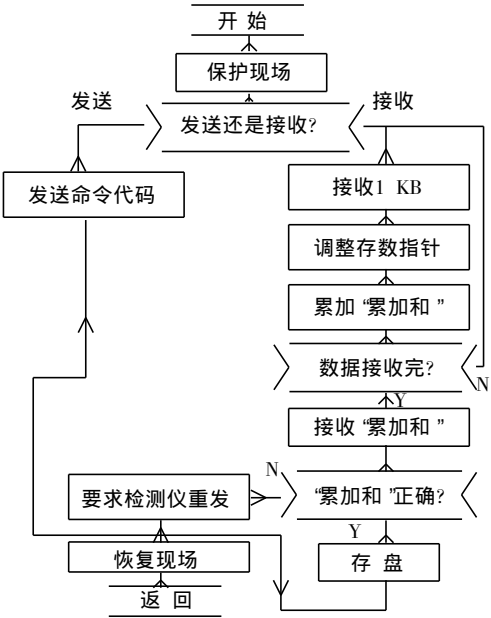 开 始
保护现场
发送
发送还是接收?
接收
发送命令代码
接收1 KB
调整存数指针
累加“累加和”
数据接收完?
N
Y
接收“累加和”
N
要求检测仪重发
“累加和”正确?
Y
恢复现场
存 盘
返 回